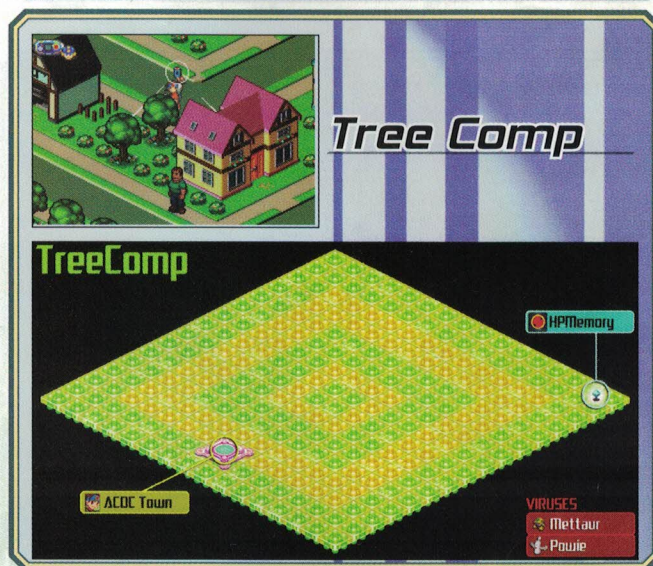 Tree Comp
TreeComp
HPMemory
ACDC Town
VIRUSES
Mettaur
Powie